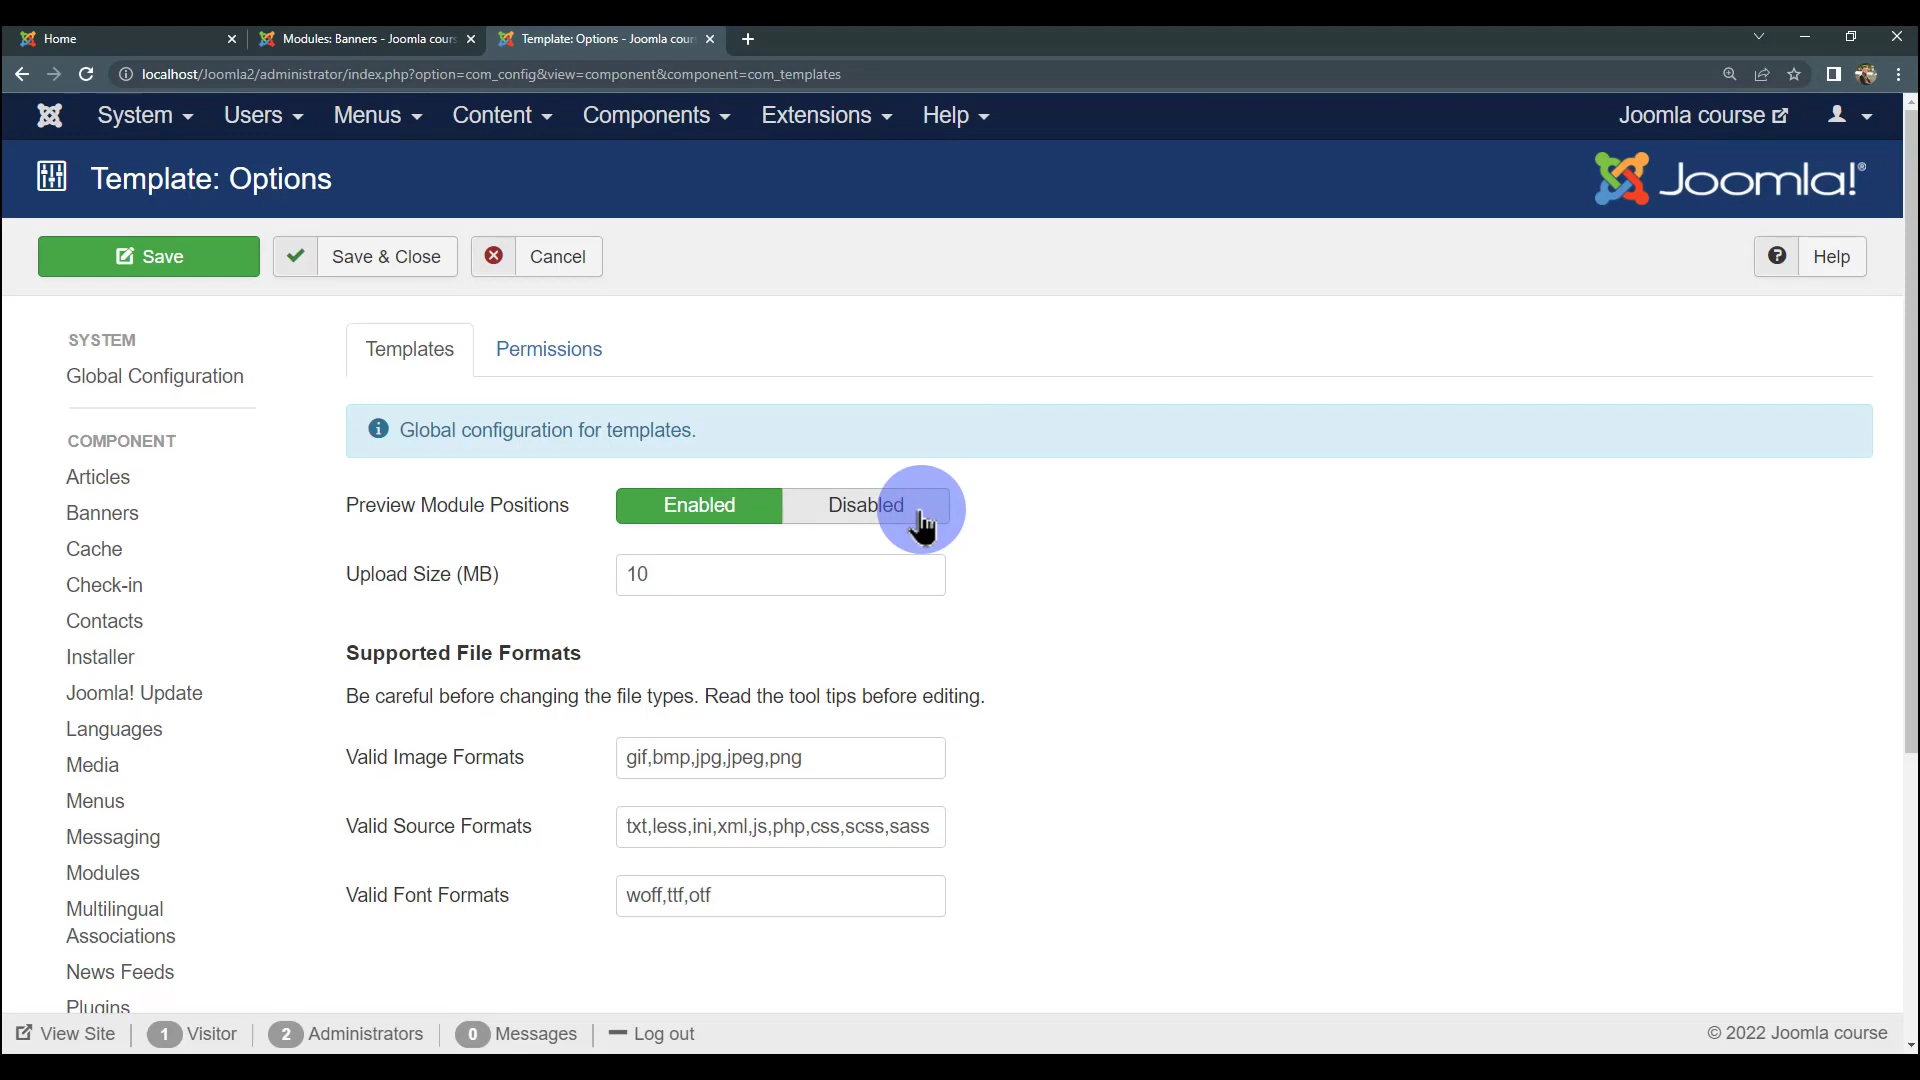 Home
Modules: Banners - Joomla cours
Template: Options - Joomla cour
localhost/Joomla2/administrator/index.php?option=com_config&view=component&component=com_templates
System Users Menus Content Components Extensions Help Joomla course
Template: Options
Joomla!®
Save Save & Close Cancel Help
SYSTEM
Global Configuration
COMPONENT
Articles
Banners
Cache
Check-in
Contacts
Installer
Joomla! Update
Languages
Media
Menus
Messaging
Modules
Multilingual
Associations
News Feeds
Plugins
Templates Permissions
Global configuration for templates.
Preview Module Positions Enabled Disabled
Upload Size (MB) 10
Supported File Formats
Be careful before changing the file types. Read the tool tips before editing.
Valid Image Formats gif,bmp,jpg,jpeg,png
Valid Source Formats txt,less,ini,xml,js,php,css,scss,sass
Valid Font Formats woff,ttf,otf
View Site 1 Visitor 2 Administrators 0 Messages Log out © 2022 Joomla course